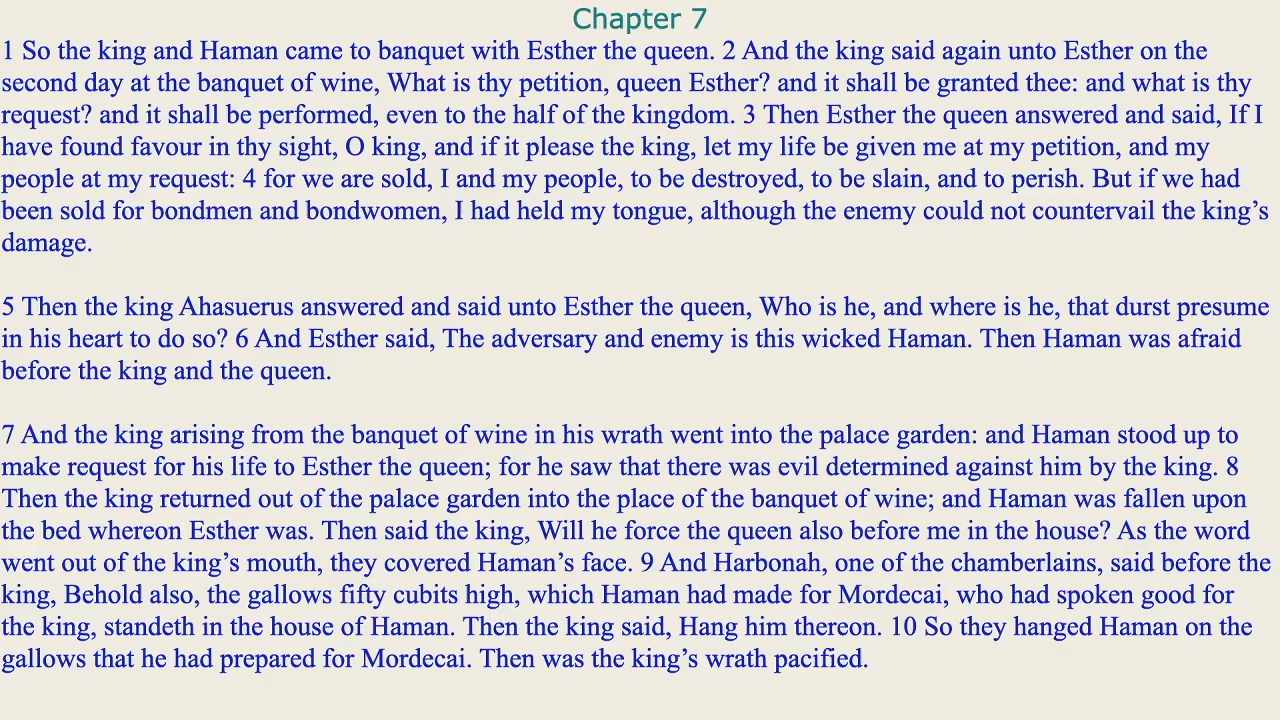 Chapter 7
1 So the king and Haman came to banquet with Esther the queen. 2 And the king said again unto Esther on the
second day at the banquet of wine, What is thy petition, queen Esther? and it shall be granted thee: and what is thy
request? and it shall be performed, even to the half of the kingdom. 3 Then Esther the queen answered and said, If I
have found favour in thy sight, O king, and if it please the king, let my life be given me at my petition, and my
people at my request: 4 for we are sold, I and my people, to be destroyed, to be slain, and to perish. But if we had
been sold for bondmen and bondwomen, I had held my tongue, although the enemy could not countervail the king’s
damage.
5 Then the king Ahasuerus answered and said unto Esther the queen, Who is he, and where is he, that durst presume
in his heart to do so? 6 And Esther said, The adversary and enemy is this wicked Haman. Then Haman was afraid
before the king and the queen.
7 And the king arising from the banquet of wine in his wrath went into the palace garden: and Haman stood up to
make request for his life to Esther the queen; for he saw that there was evil determined against him by the king. 8
Then the king returned out of the palace garden into the place of the banquet of wine; and Haman was fallen upon
the bed whereon Esther was. Then said the king, Will he force the queen also before me in the house? As the word
went out of the king’s mouth, they covered Haman’s face. 9 And Harbonah, one of the chamberlains, said before the
king, Behold also, the gallows fifty cubits high, which Haman had made for Mordecai, who had spoken good for
the king, standeth in the house of Haman. Then the king said, Hang him thereon. 10 So they hanged Haman on the
gallows that he had prepared for Mordecai. Then was the king’s wrath pacified.